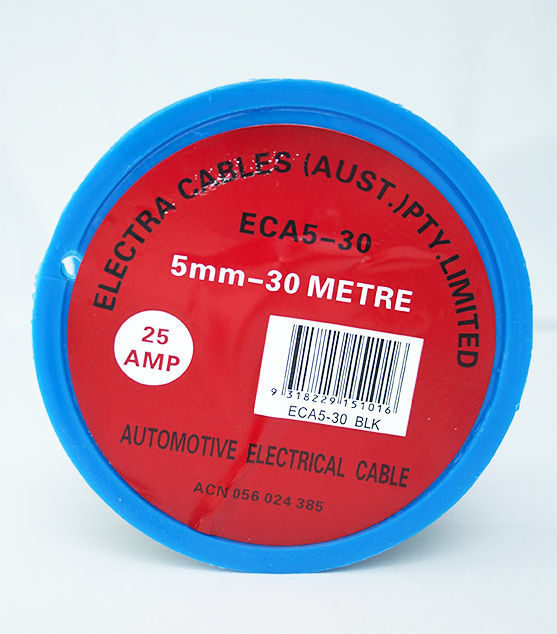 ELECTRA CABLES (AUST.)PTY.LIMITED
ECA5-30
5mm-30 METRE
25
AMP
9 318229 151016
ECA5-30 BLK
AUTOMOTIVE ELECTRICAL CABLE
ACN 056 024 385